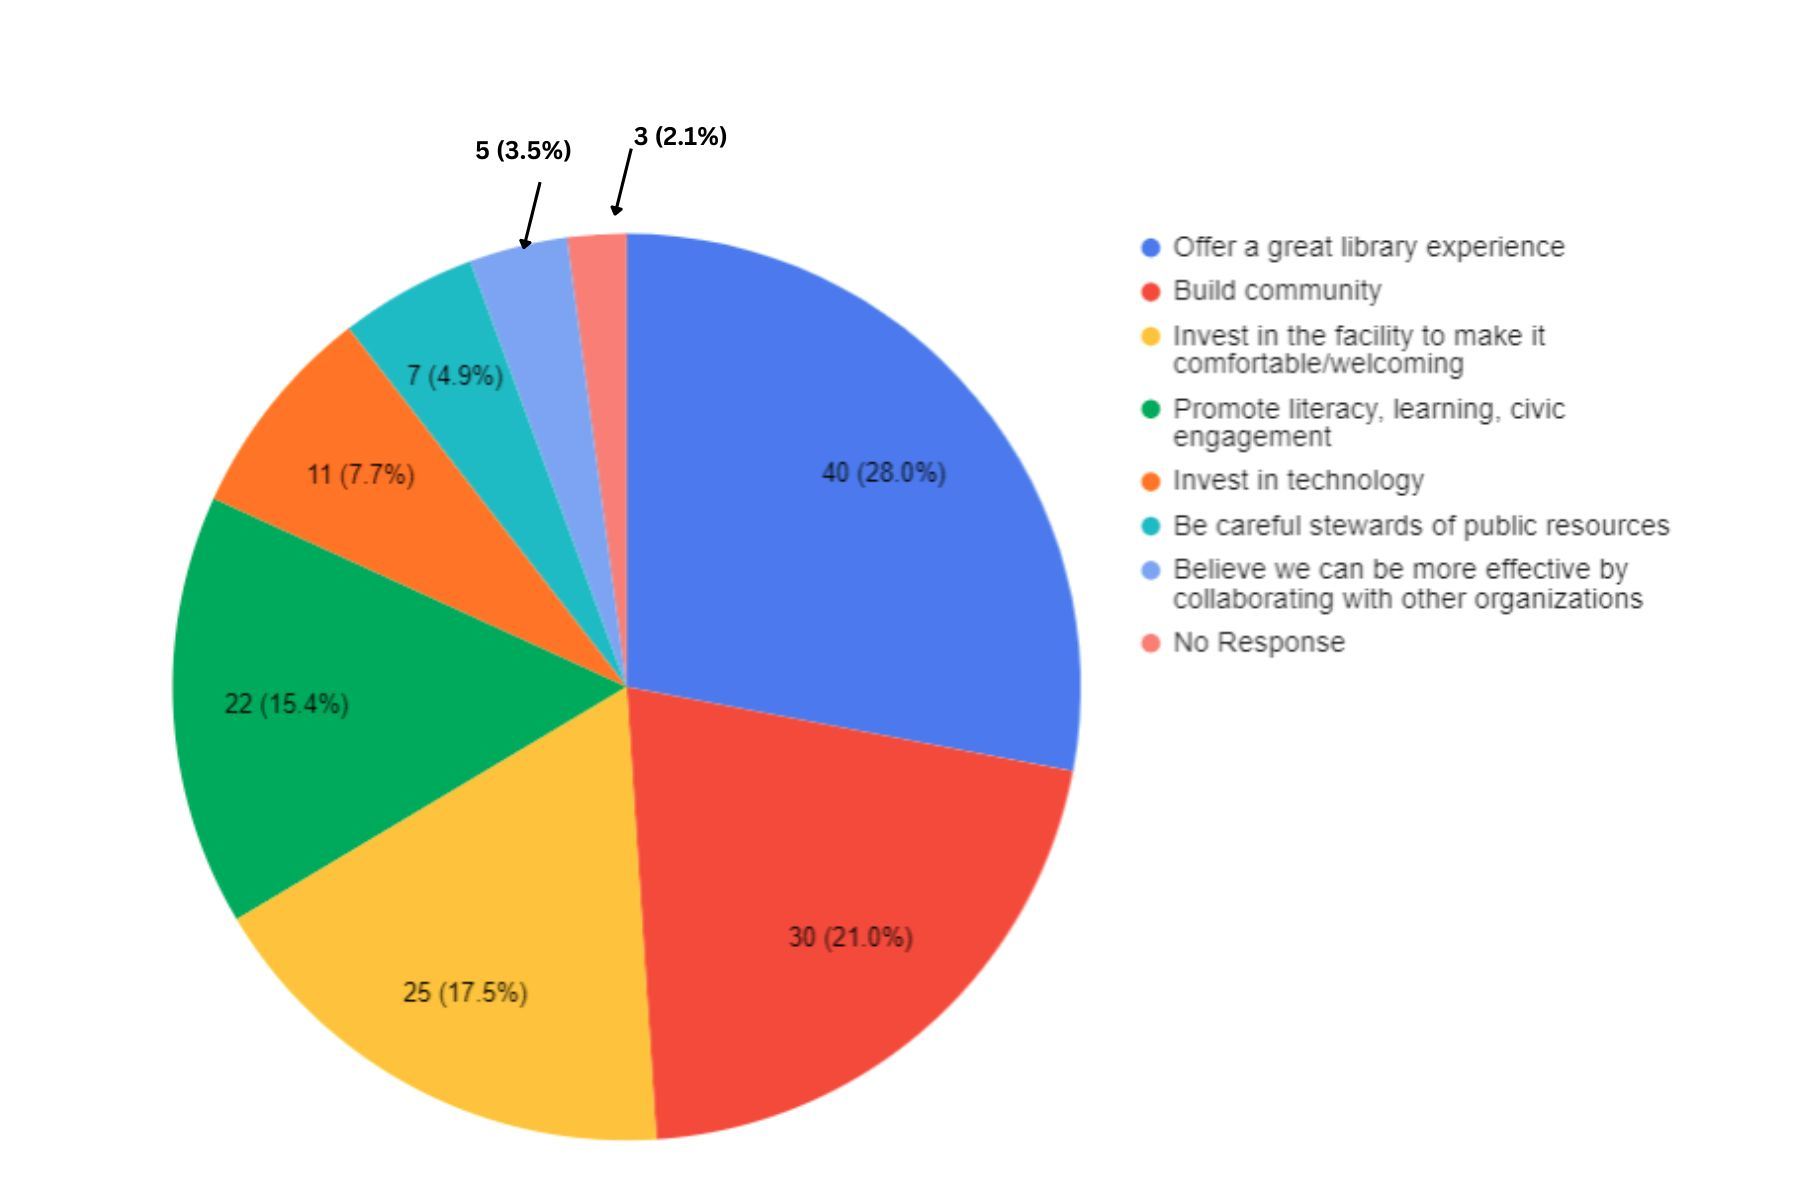 5 (3.5%)
3 (2.1%)
7 (4.9%)
11 (7.7%)
40 (28.0%)
22 (15.4%)
30 (21.0%)
25 (17.5%)
Offer a great library experience
Build community
Invest in the facility to make it
comfortable/welcoming
Promote literacy, learning, civic
engagement
Invest in technology
Be careful stewards of public resources
Believe we can be more effective by
collaborating with other organizations
No Response